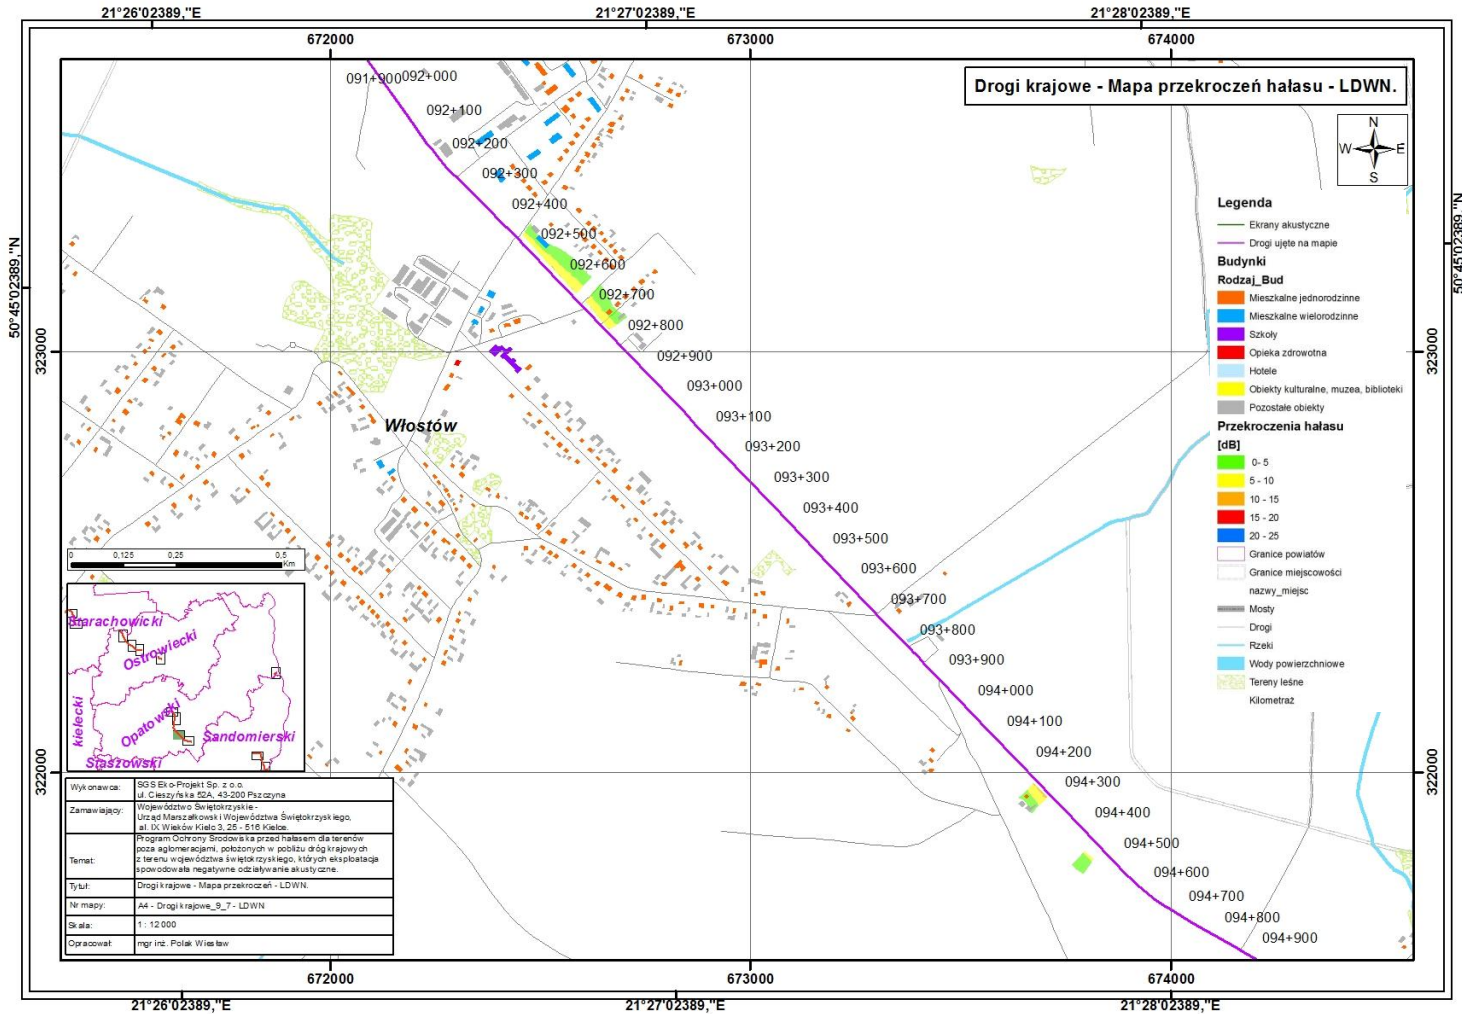 21°26'02389,"E
21°27'02389,"E
21°28'02389,"E
672000
673000
674000
Drogi krajowe - Mapa przekroczeń hałasu - LDWN.
N
W E
S
091+900
092+000
092+100
092+200
092+300
092+400
092+500
092+600
092+700
092+800
092+900
093+000
093+100
093+200
093+300
093+400
093+500
093+600
093+700
093+800
093+900
094+000
094+100
094+200
094+300
094+400
094+500
094+600
094+700
094+800
094+900
Włostów
50°45'02389,"N
50°45'02389,"N
323000
323000
322000
322000
Legenda
Ekrany akustyczne
Drogi ujęte na mapie
Budynki
Rodzaj_Bud
Mieszkalne jednorodzinne
Mieszkalne wielorodzinne
Szkoły
Opieka zdrowotna
Hotele
Obiekty kulturalne, muzea, biblioteki
Pozostałe obiekty
Przekroczenia hałasu
[dB]
0- 5
5 - 10
10 - 15
15 - 20
20 - 25
Granice powiatów
Granice miejscowości
nazwy_miejsc
Mosty
Drogi
Rzeki
Wody powierzchniowe
Tereny leśne
Kilometraż
0 0,125 0,25 0,5
Km
Starachowicki
Ostrowiecki
kielecki
Opatowski
Sandomierski
Staszowski
Wykonawca: SGS Eko-Projekt Sp. z o.o.
ul. Cieszyńska 52A, 43-200 Pszczyna
Zamawiający: Województwo Świętokrzyskie -
Urząd Marszałkowski Województwa Świętokrzyskiego,
al. IX Wieków Kielc 3, 25 - 516 Kielce.
Temat: Program Ochrony Środowiska przed hałasem dla terenów
poza aglomeracjami, położonych w pobliżu dróg krajowych
z terenu województwa świętokrzyskiego, których eksploatacja
spowodowała negatywne oddziaływanie akustyczne.
Tytuł: Drogi krajowe - Mapa przekroczeń - LDWN.
Nr mapy: A4 - Drogi krajowe_9_7 - LDWN
Skala: 1 : 12 000
Opracował: mgr inż. Polak Wiesław
672000
673000
674000
21°26'02389,"E
21°27'02389,"E
21°28'02389,"E